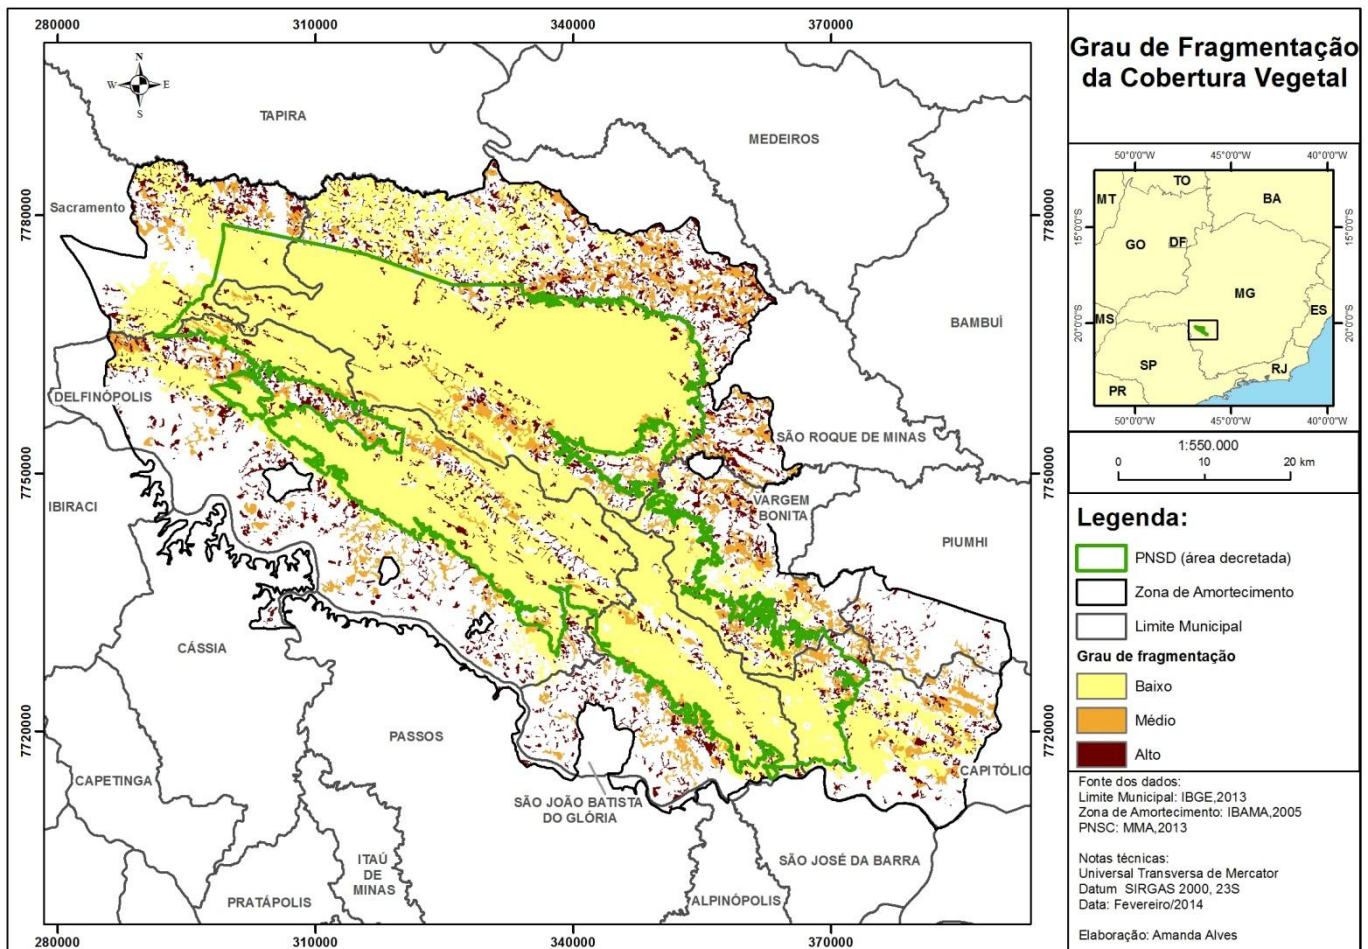 280000
310000
340000
370000
N
W E
S
TAPIRA
MEDEIROS
7780000
7780000
Sacramento
BAMBUÍ
DELFINÓPOLIS
SÃO ROQUE DE MINAS
7750000
7750000
IBIRACI
VARGEM
BONITA
PIUMHI
CÁSSIA
7720000
7720000
PASSOS
CAPITÓLIO
CAPETINGA
SÃO JOÃO BATISTA
DO GLÓRIA
ITAÚ
DE
MINAS
SÃO JOSÉ DA BARRA
PRATÁPOLIS
ALPINÓPOLIS
280000
310000
340000
370000
Grau de Fragmentação
da Cobertura Vegetal
50°0'0"W
45°0'0"W
40°0'0"W
TO
MT
BA
15°0'0"S
15°0'0"S
GO
DF
MG
MS
ES
20°0'0"S
20°0'0"S
SP
RJ
PR
50°0'0"W
45°0'0"W
40°0'0"W
1:550.000
0 10 20 km
Legenda:
PNSD (área decretada)
Zona de Amortecimento
Limite Municipal
Grau de fragmentação
Baixo
Médio
Alto
Fonte dos dados:
Limite Municipal: IBGE,2013
Zona de Amortecimento: IBAMA,2005
PNSC: MMA,2013
Notas técnicas:
Universal Transversa de Mercator
Datum SIRGAS 2000, 23S
Data: Fevereiro/2014
Elaboração: Amanda Alves